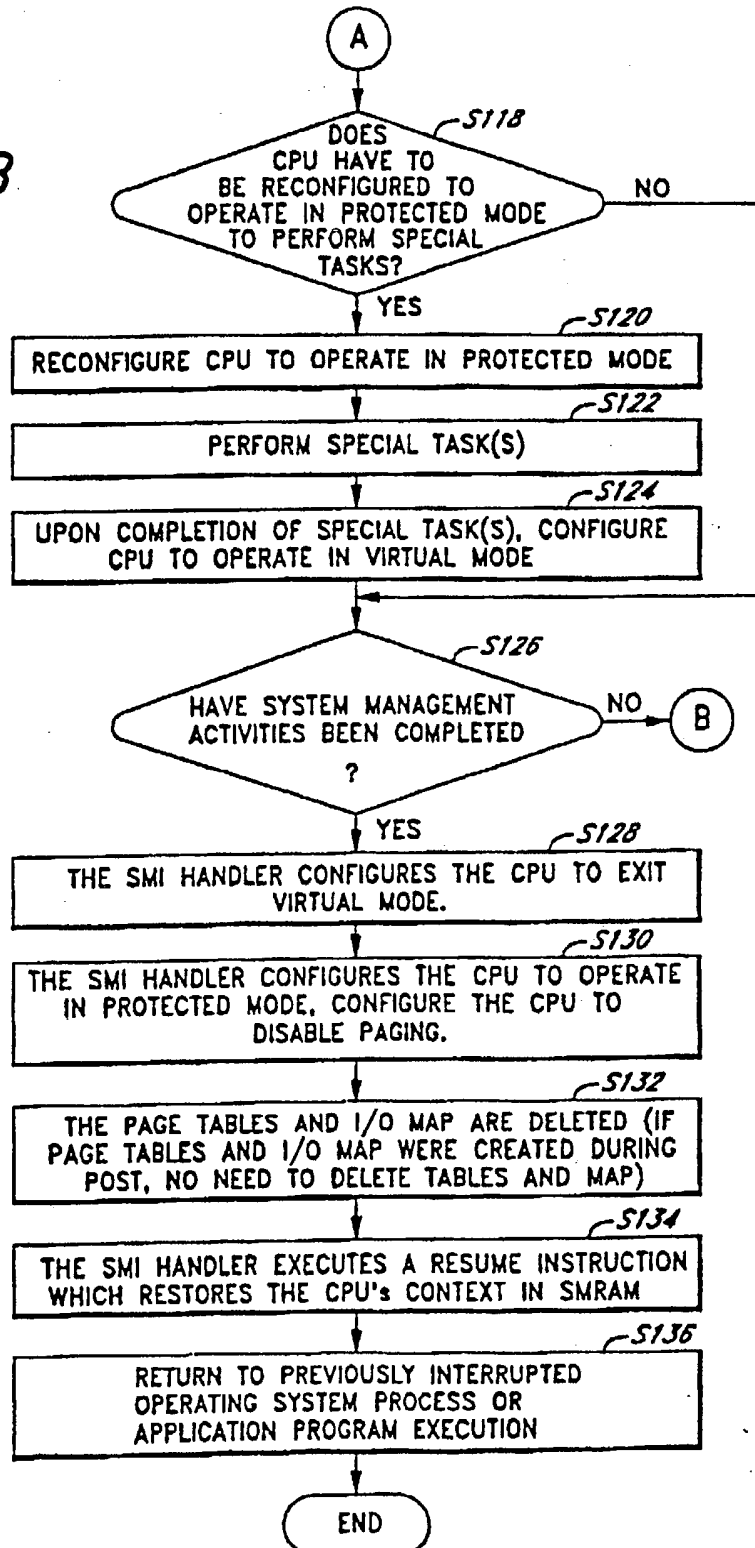 A
S118
DOES
CPU HAVE TO
BE RECONFIGURED TO
OPERATE IN PROTECTED MODE
TO PERFORM SPECIAL
TASKS?
NO
YES
S120
RECONFIGURE CPU TO OPERATE IN PROTECTED MODE
S122
PERFORM SPECIAL TASK(S)
S124
UPON COMPLETION OF SPECIAL TASK(S), CONFIGURE
CPU TO OPERATE IN VIRTUAL MODE
S126
HAVE SYSTEM MANAGEMENT
ACTIVITIES BEEN COMPLETED
?
NO
B
YES
S128
THE SMI HANDLER CONFIGURES THE CPU TO EXIT
VIRTUAL MODE.
S130
THE SMI HANDLER CONFIGURES THE CPU TO OPERATE
IN PROTECTED MODE, CONFIGURE THE CPU TO
DISABLE PAGING.
S132
THE PAGE TABLES AND I/O MAP ARE DELETED (IF
PAGE TABLES AND I/O MAP WERE CREATED DURING
POST, NO NEED TO DELETE TABLES AND MAP)
S134
THE SMI HANDLER EXECUTES A RESUME INSTRUCTION
WHICH RESTORES THE CPU's CONTEXT IN SMRAM
S136
RETURN TO PREVIOUSLY INTERRUPTED
OPERATING SYSTEM PROCESS OR
APPLICATION PROGRAM EXECUTION
END